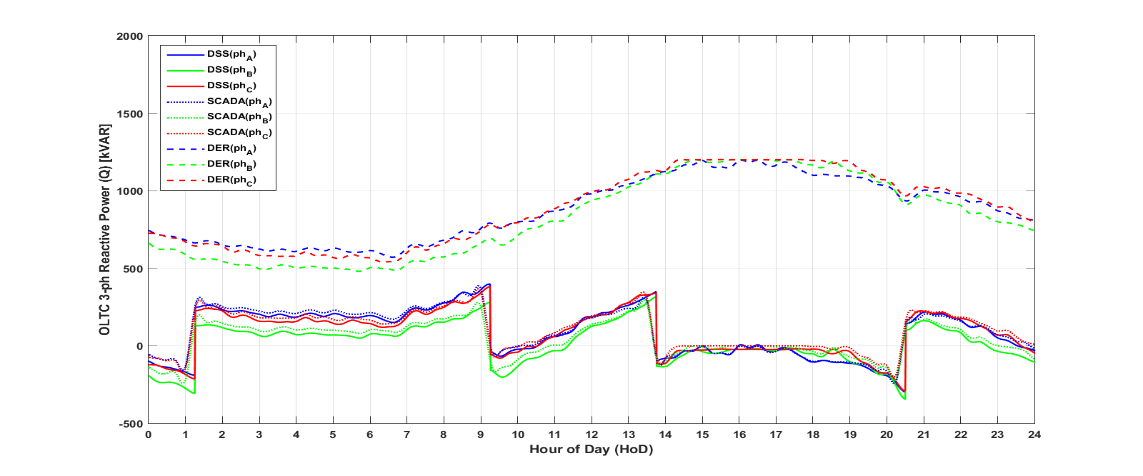 2000
1500
1000
500
0
-500
OLTC 3-ph Reactive Power (Q) [kVAR]
DSS(ph_A)
DSS(ph_B)
DSS(ph_C)
SCADA(ph_A)
SCADA(ph_B)
SCADA(ph_C)
DER(ph_A)
DER(ph_B)
DER(ph_C)
0 1 2 3 4 5 6 7 8 9 10 11 12 13 14 15 16 17 18 19 20 21 22 23 24
Hour of Day (HoD)